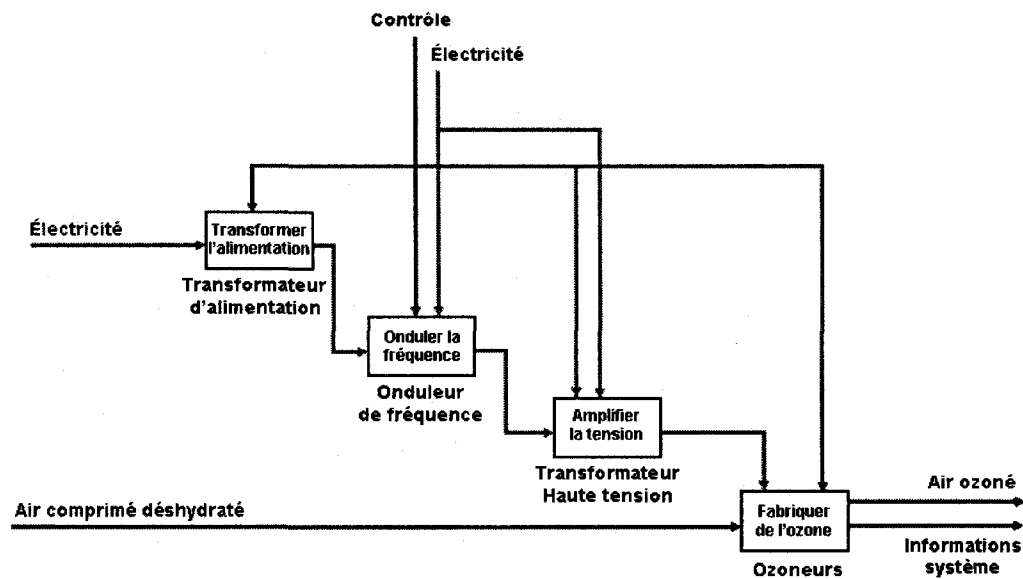 Contrôle
Électricité
Électricité
Transformer
l'alimentation
Transformateur
d'alimentation
Onduler la
fréquence
Onduleur
de fréquence
Amplifier
la tension
Transformateur
Haute tension
Air comprimé déshydraté
Fabriquer
de l'ozone
Ozoneurs
Air ozoné
Informations
système